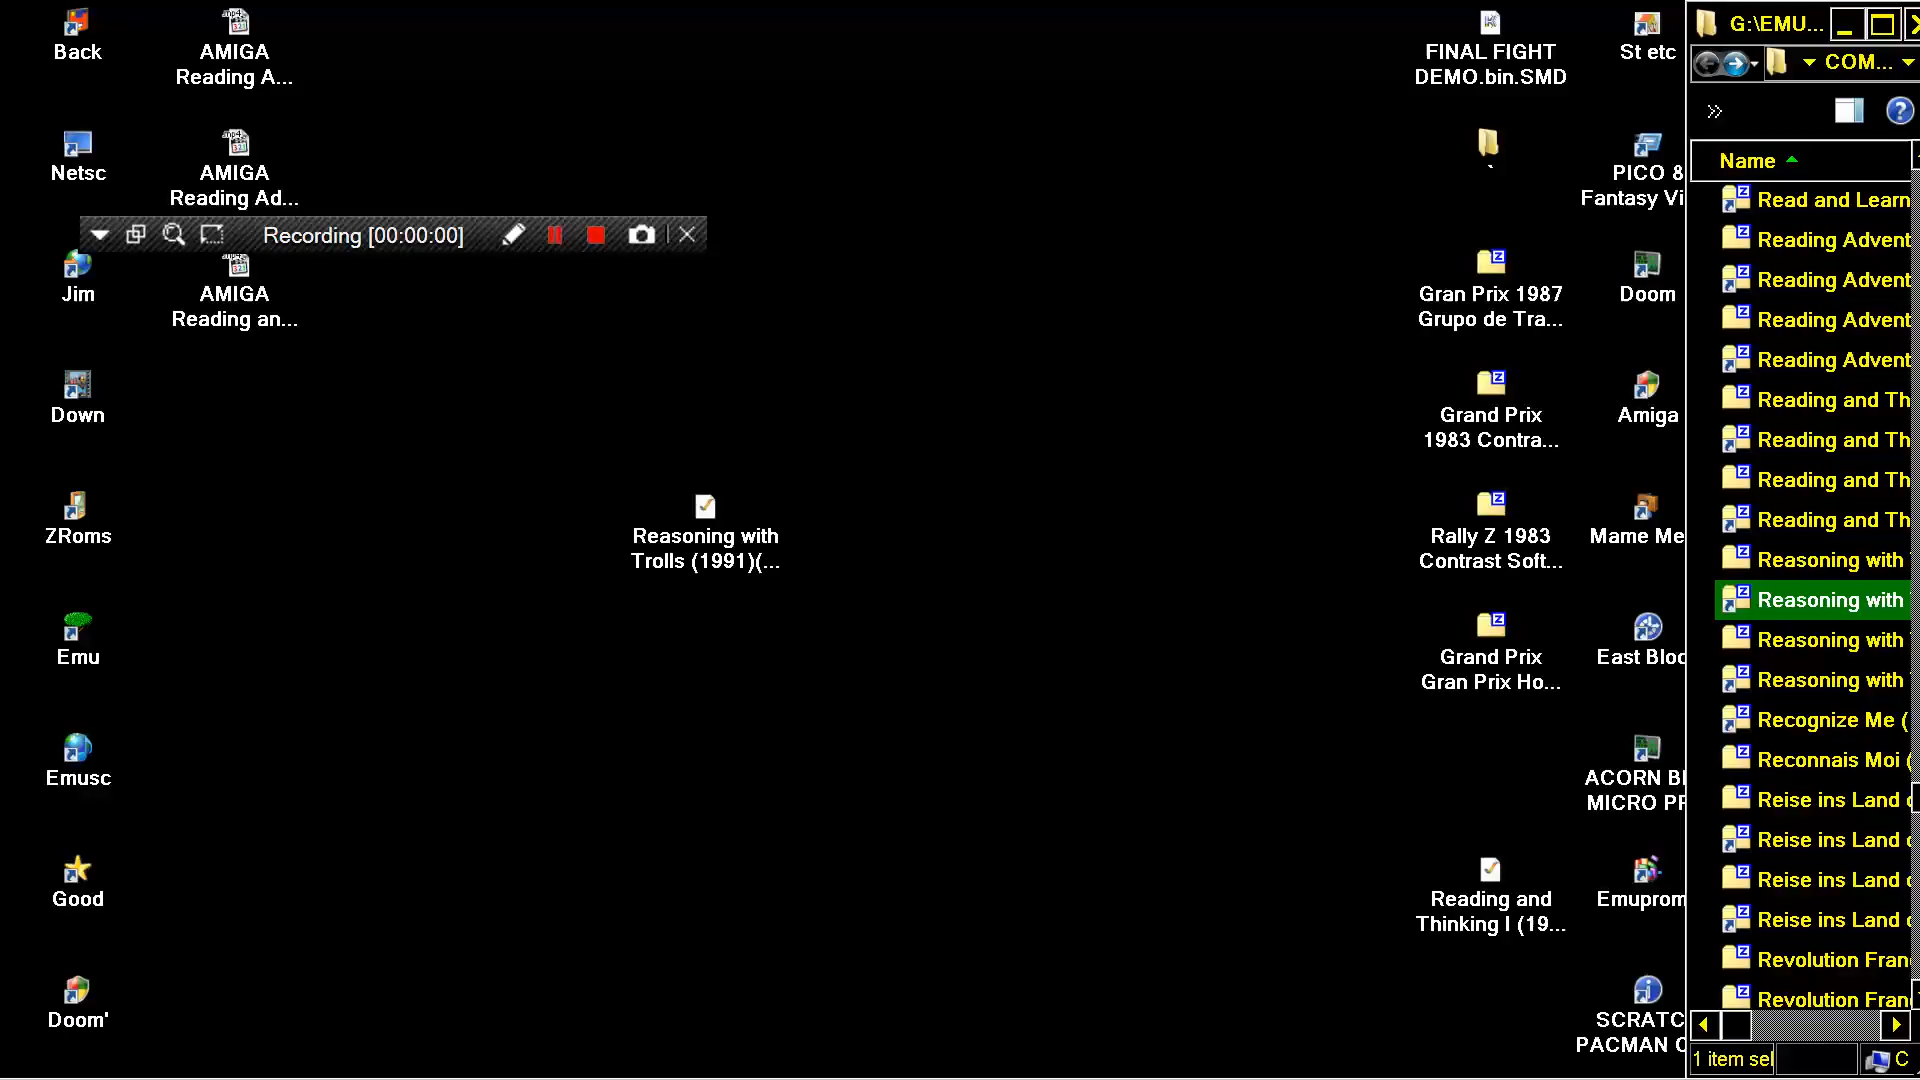 Back
AMIGA
Reading A...
Netsc
AMIGA
Reading Ad...
Recording [00:00:00]
Jim
AMIGA
Reading an...
Down
ZRoms
Reasoning with
Trolls (1991)(...
Emu
Emusc
Good
Doom'
FINAL FIGHT
DEMO.bin.SMD
St etc
PICO 8
Fantasy Vi
Gran Prix 1987
Grupo de Tra...
Doom
Grand Prix
1983 Contra...
Amiga
Rally Z 1983
Contrast Soft...
Mame Me
Grand Prix
Gran Prix Ho...
East Bloc
ACORN B
MICRO PR
Reading and
Thinking I (19...
Emuprom
SCRATC
PACMAN C
G:\EMU...
COM...
Name
Read and Learn
Reading Advent
Reading Advent
Reading Advent
Reading Advent
Reading and Th
Reading and Th
Reading and Th
Reading and Th
Reasoning with
Reasoning with
Reasoning with
Reasoning with
Recognize Me (
Reconnais Moi (
Reise ins Land
Reise ins Land
Reise ins Land
Reise ins Land
Revolution Fran
Revolution Fran
1 item sel
C